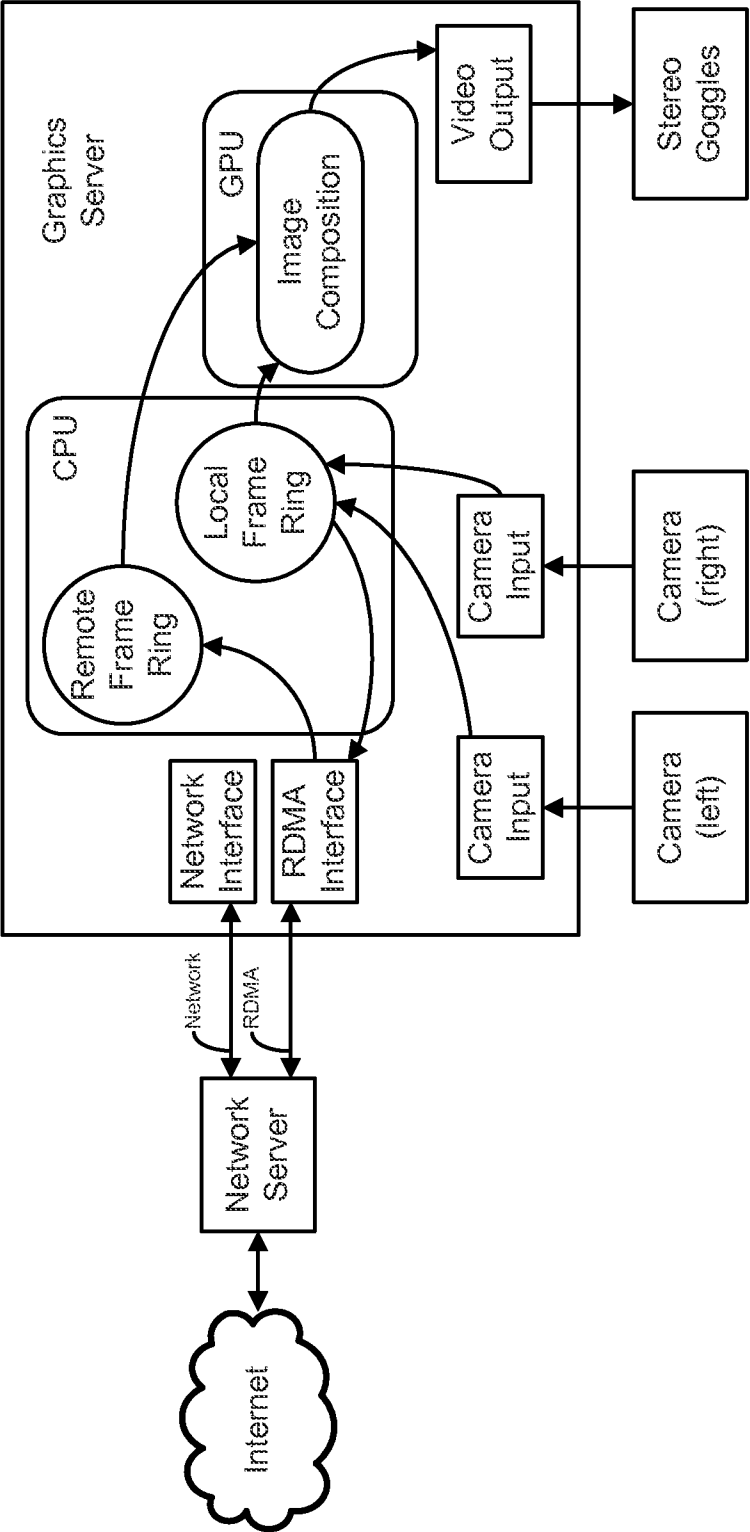 Graphics
Server
CPU
GPU
Remote
Frame
Ring
Local
Frame
Ring
Image
Composition
Video
Output
Stereo
Goggles
Internet
Network
Server
Network
RDMA
Network
Interface
RDMA
Interface
Camera
Input
Camera
Input
Camera
(left)
Camera
(right)